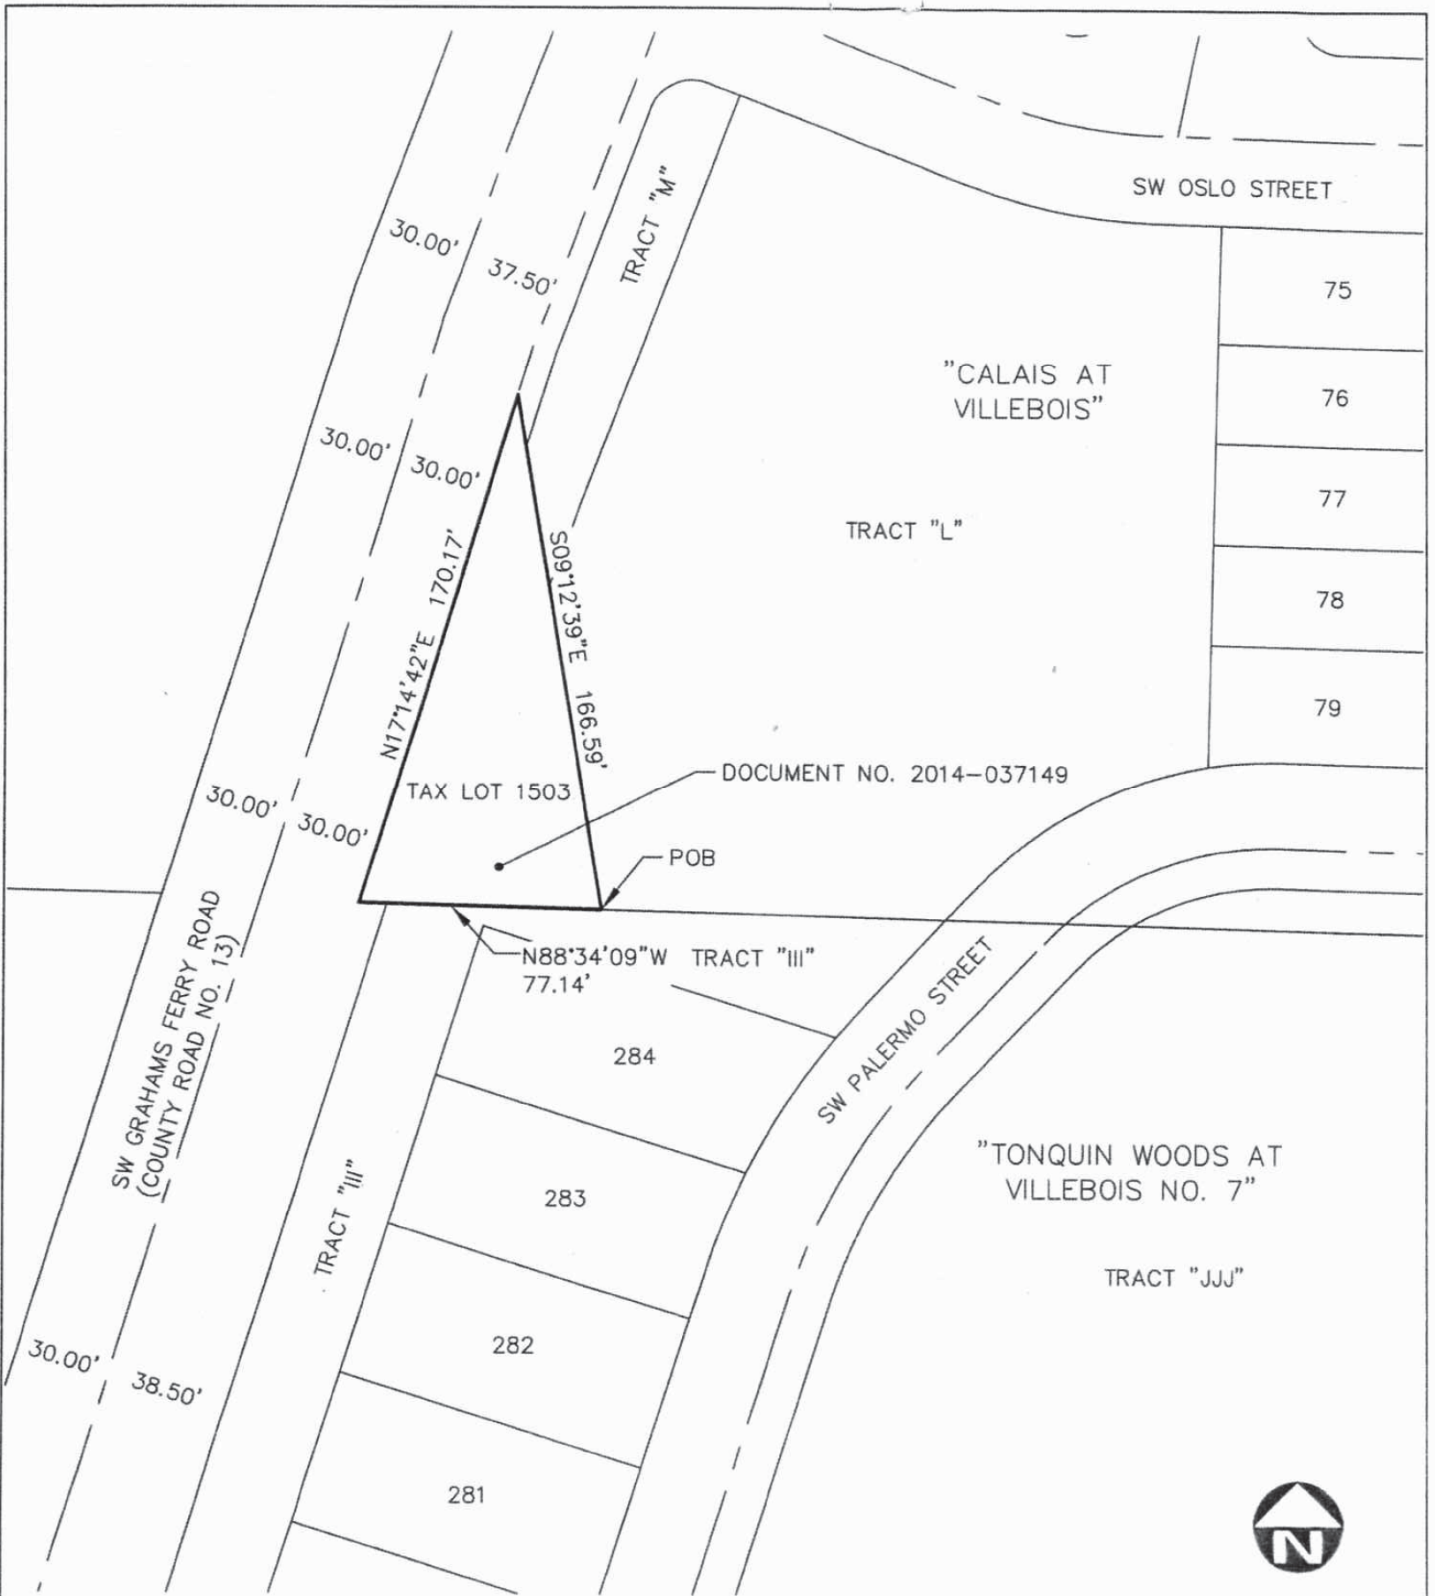 SW OSLO STREET
TRACT "M"
30.00'
37.50'
75
"CALAIS AT
VILLEBOIS"
76
30.00'
30.00'
77
TRACT "L"
N17°14'42"E 170.17'
S09°12'39"E 166.59'
78
79
DOCUMENT NO. 2014-037149
TAX LOT 1503
30.00'
30.00'
POB
SW GRAHAMS FERRY ROAD
(COUNTY ROAD NO. 13)
N88°34'09"W TRACT "III"
77.14'
284
SW PALERMO STREET
"TONQUIN WOODS AT
VILLEBOIS NO. 7"
283
TRACT "III"
TRACT "JJJ"
282
30.00'
38.50'
281
N